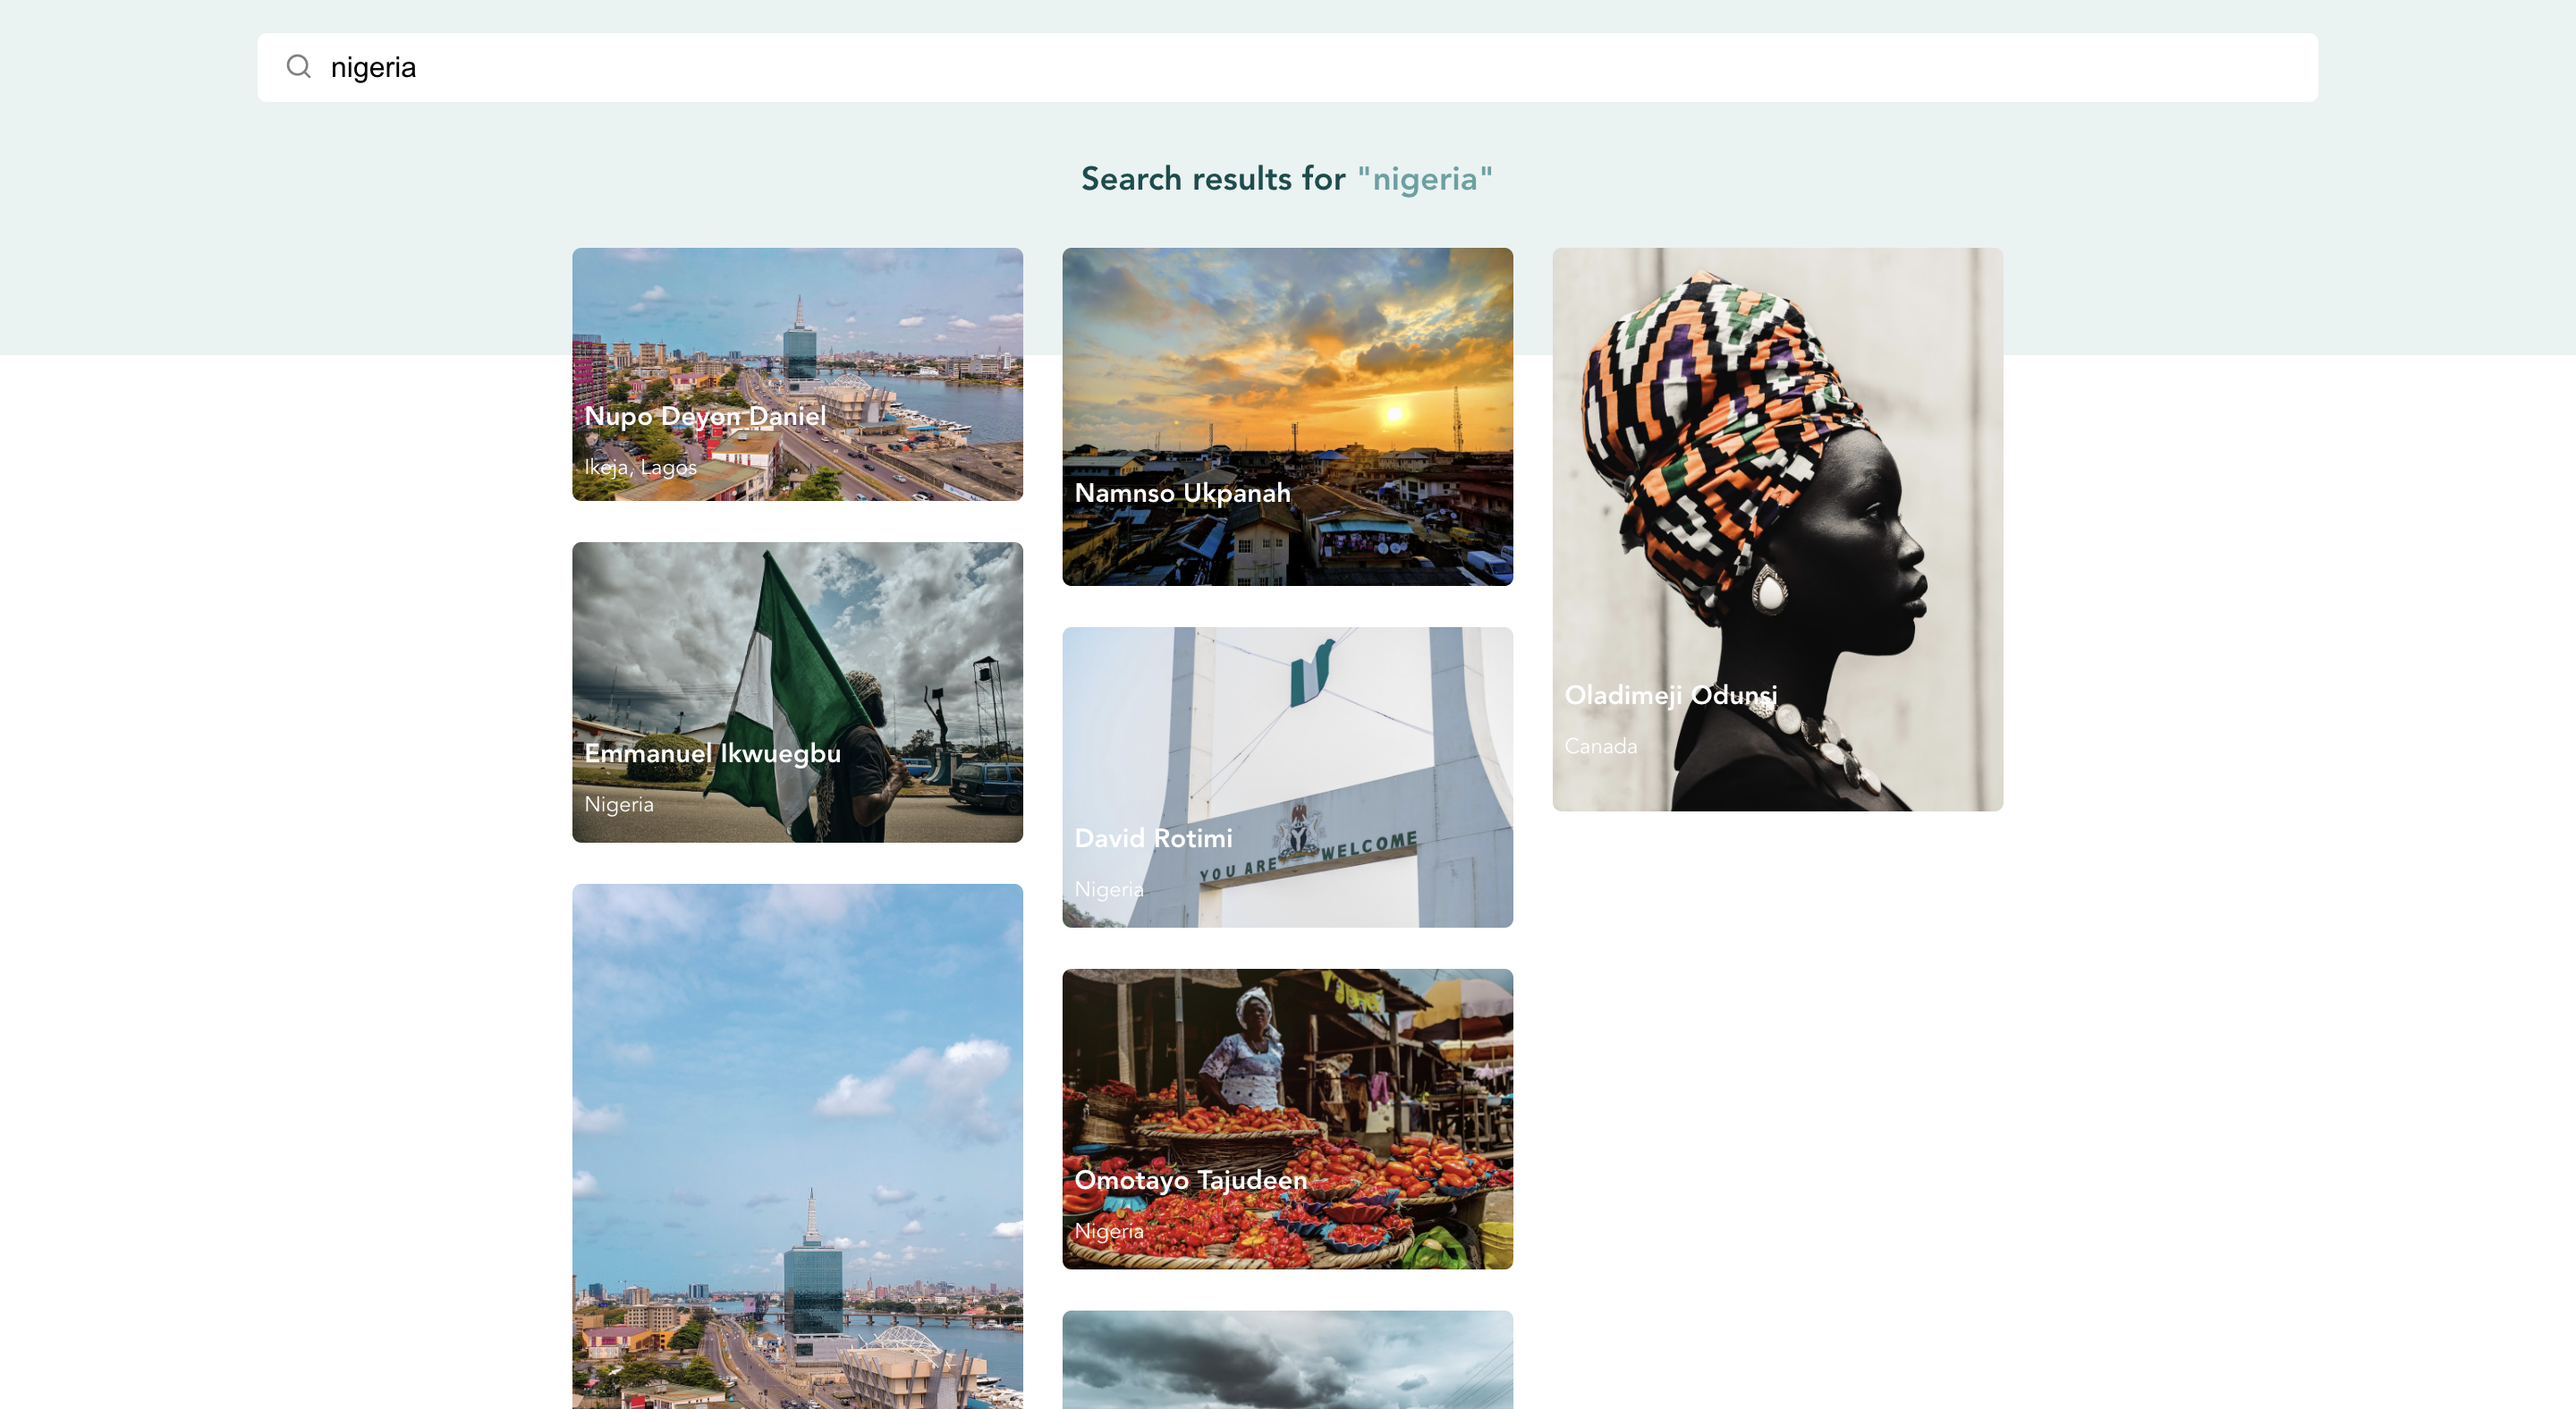 nigeria
Search results for "nigeria"
Nupo Deyon Daniel
Ikeja, Lagos
Namnso Ukpanah
Oladimeji Odunsi
Canada
Emmanuel Ikwuegbu
Nigeria
YOU ARE WELCOME
David Rotimi
Nigeria
Omotayo Tajudeen
Nigeria